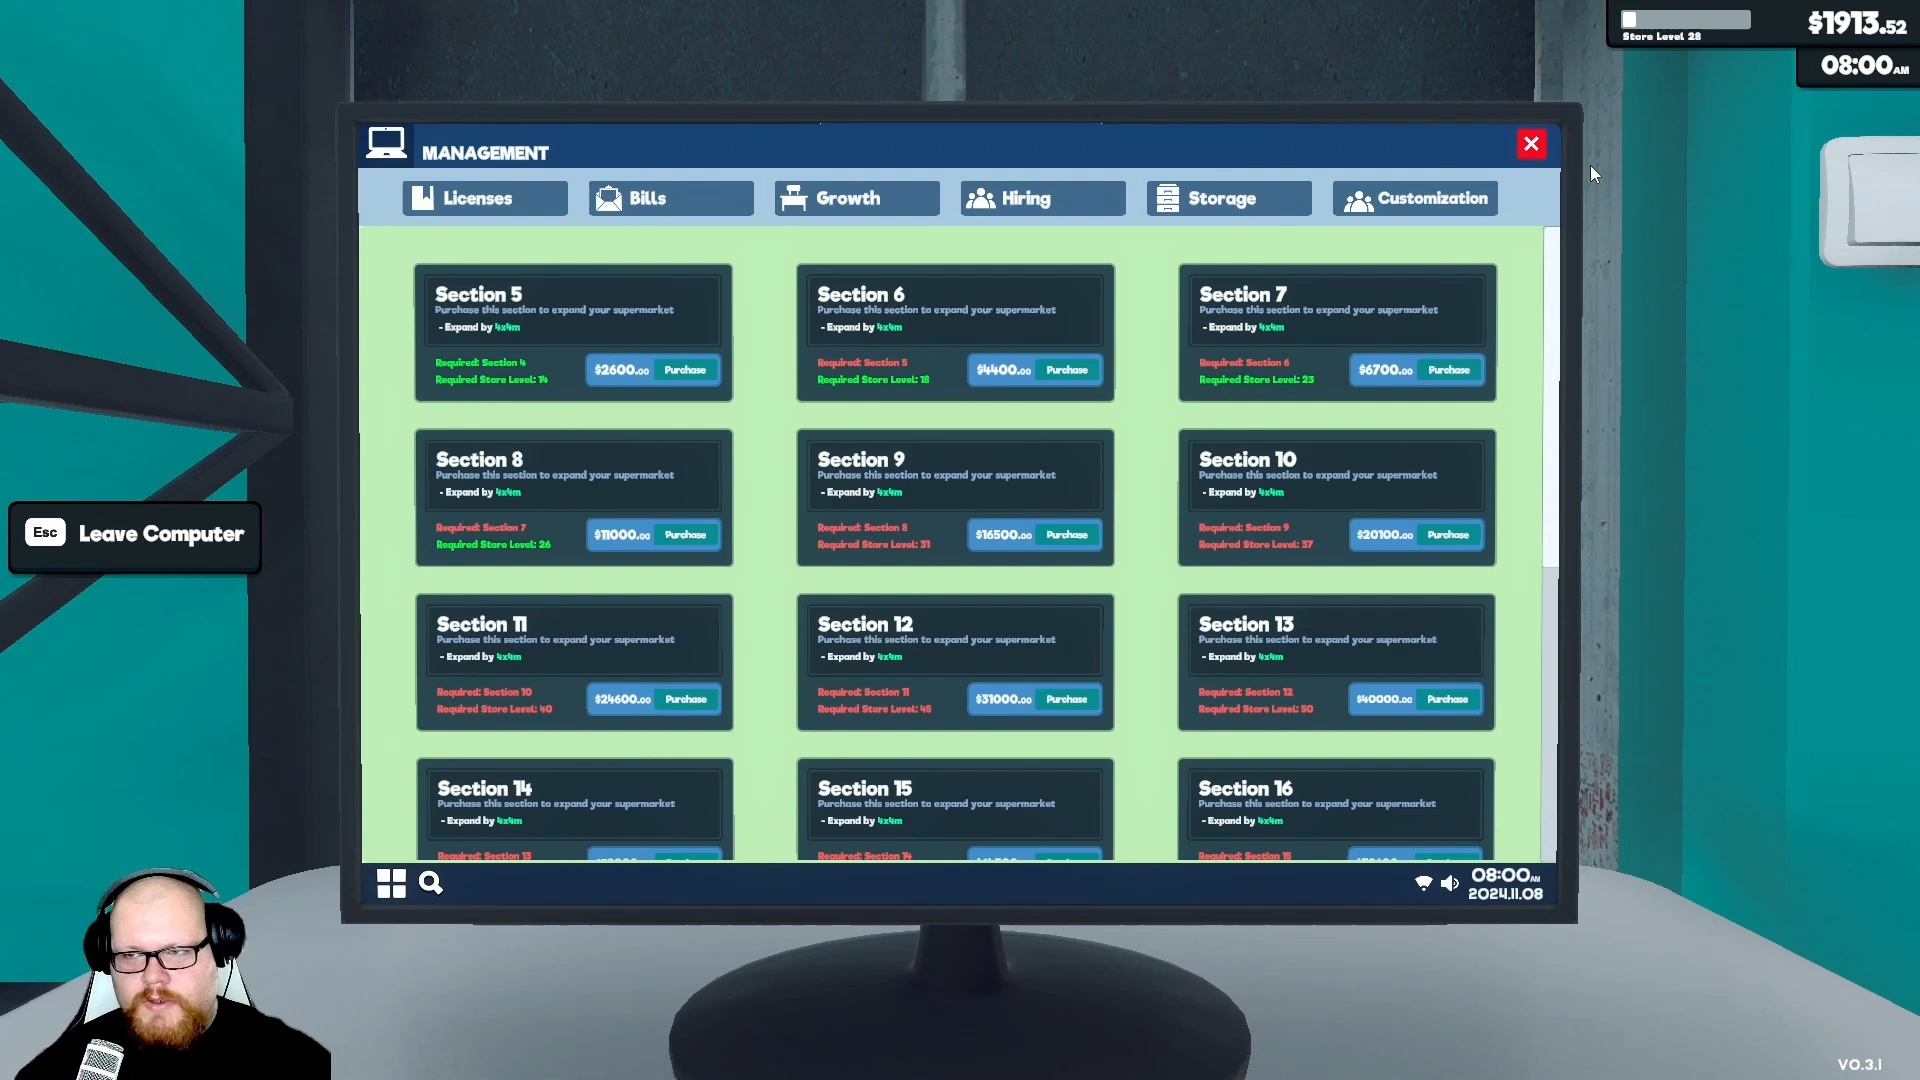 $1913.52
Store Level 28
08:00AM
MANAGEMENT
Licenses
Bills
Growth
Hiring
Storage
Customization
Section 5
Purchase this section to expand your supermarket
- Expand by 4x4m
Required: Section 4
Required Store Level: 14
$2600.00 Purchase
Section 6
Purchase this section to expand your supermarket
- Expand by 4x4m
Required: Section 5
Required Store Level: 18
$4400.00 Purchase
Section 7
Purchase this section to expand your supermarket
- Expand by 4x4m
Required: Section 6
Required Store Level: 23
$6700.00 Purchase
Section 8
Purchase this section to expand your supermarket
- Expand by 4x4m
Required: Section 7
Required Store Level: 26
$11000.00 Purchase
Section 9
Purchase this section to expand your supermarket
- Expand by 4x4m
Required: Section 8
Required Store Level: 31
$16500.00 Purchase
Section 10
Purchase this section to expand your supermarket
- Expand by 4x4m
Required: Section 9
Required Store Level: 37
$20100.00 Purchase
Section 11
Purchase this section to expand your supermarket
- Expand by 4x4m
Required: Section 10
Required Store Level: 40
$24600.00 Purchase
Section 12
Purchase this section to expand your supermarket
- Expand by 4x4m
Required: Section 11
Required Store Level: 45
$31000.00 Purchase
Section 13
Purchase this section to expand your supermarket
- Expand by 4x4m
Required: Section 12
Required Store Level: 50
$40000.00 Purchase
Section 14
Purchase this section to expand your supermarket
- Expand by 4x4m
Required: Section 13
Section 15
Purchase this section to expand your supermarket
- Expand by 4x4m
Required: Section 14
Section 16
Purchase this section to expand your supermarket
- Expand by 4x4m
Required: Section 15
Esc Leave Computer
08:00AM
2024.11.08
V0.3.1